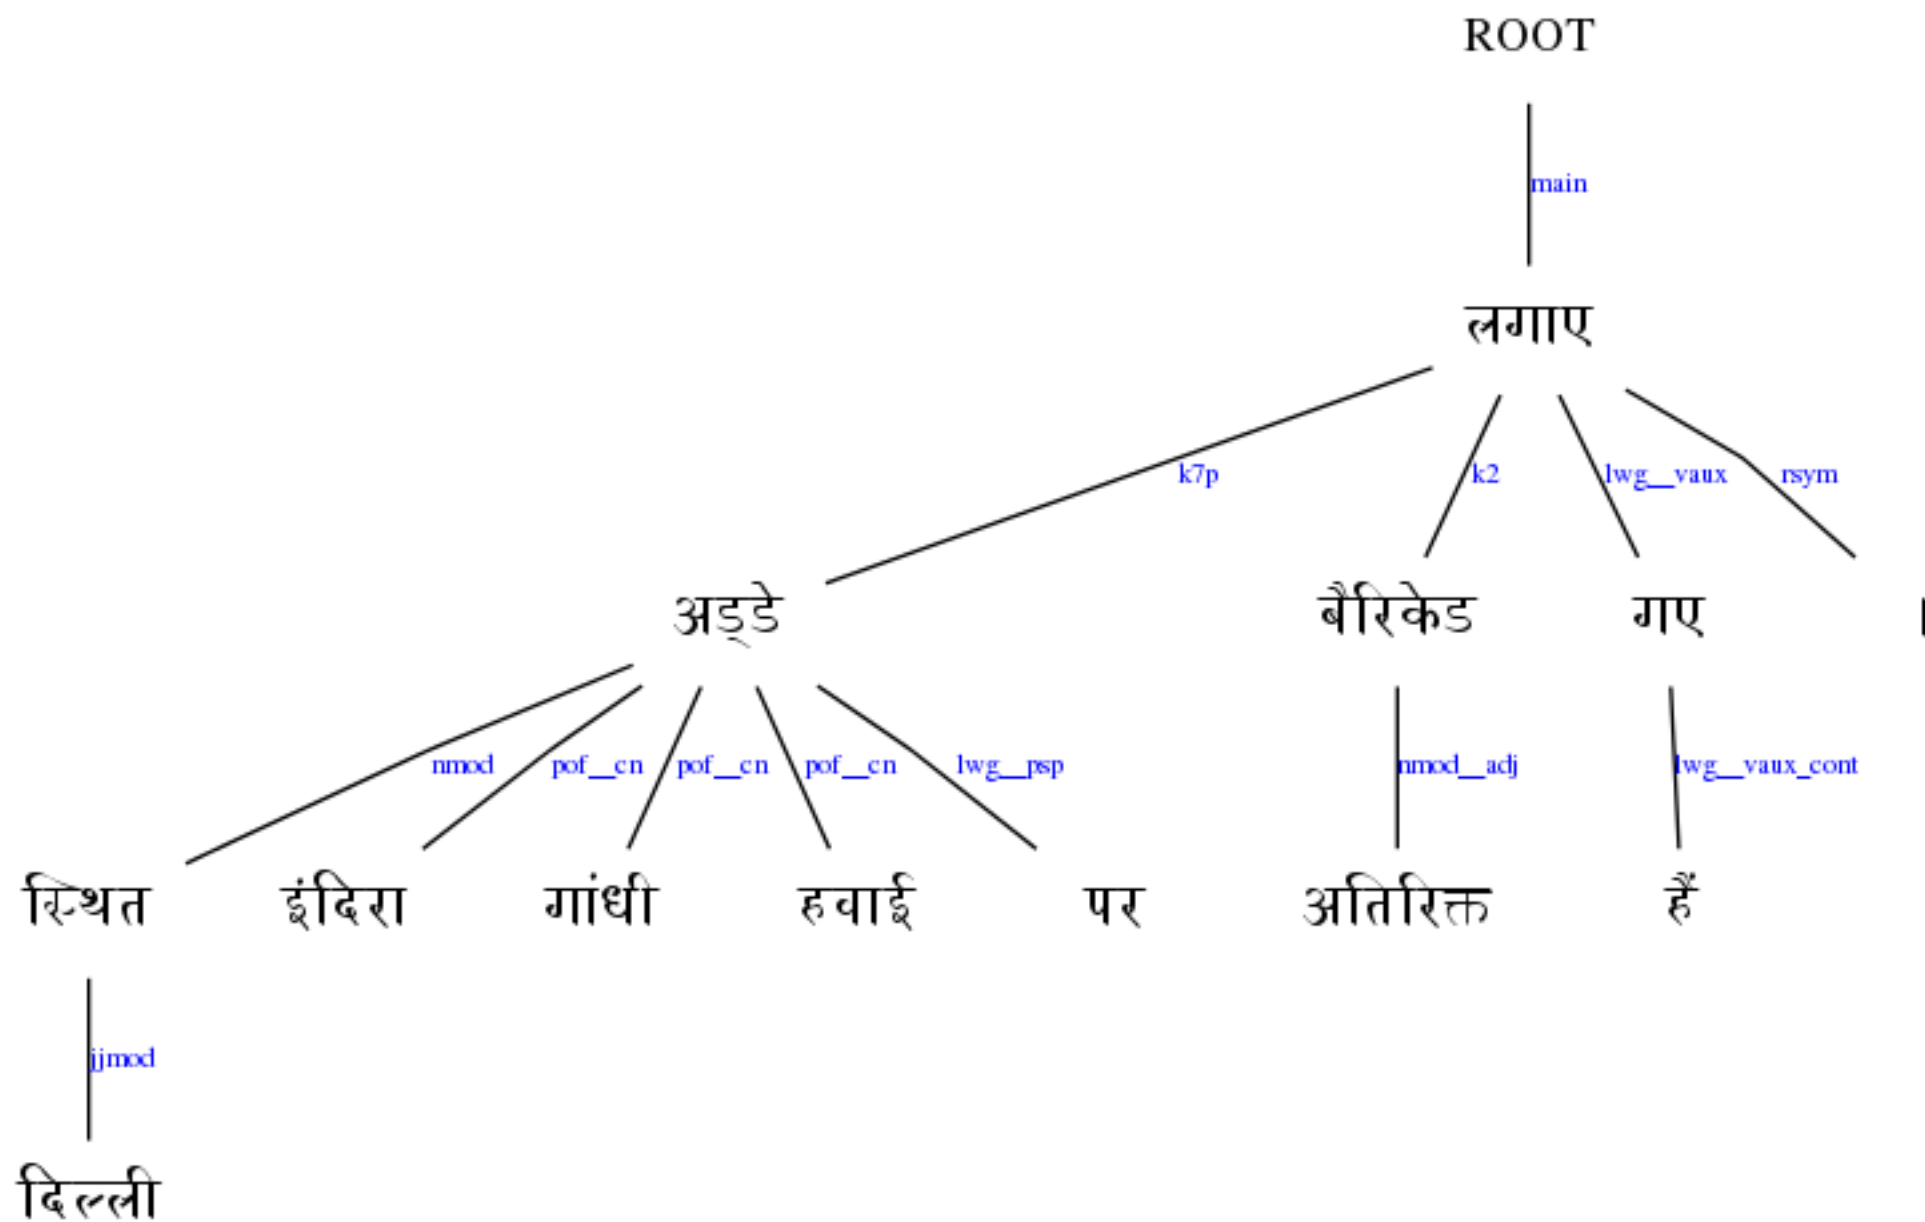 ROOT
main
लगाए
k7p k2 lwg__vaux rsym
अड्डे बैरिकेड गए ।
nmod pof__cn pof__cn pof__cn lwg__psp nmod__adj lwg__vaux_cont
स्थित इंदिरा गांधी हवाई पर अतिरिक्त हैं
jjmod
दिल्ली